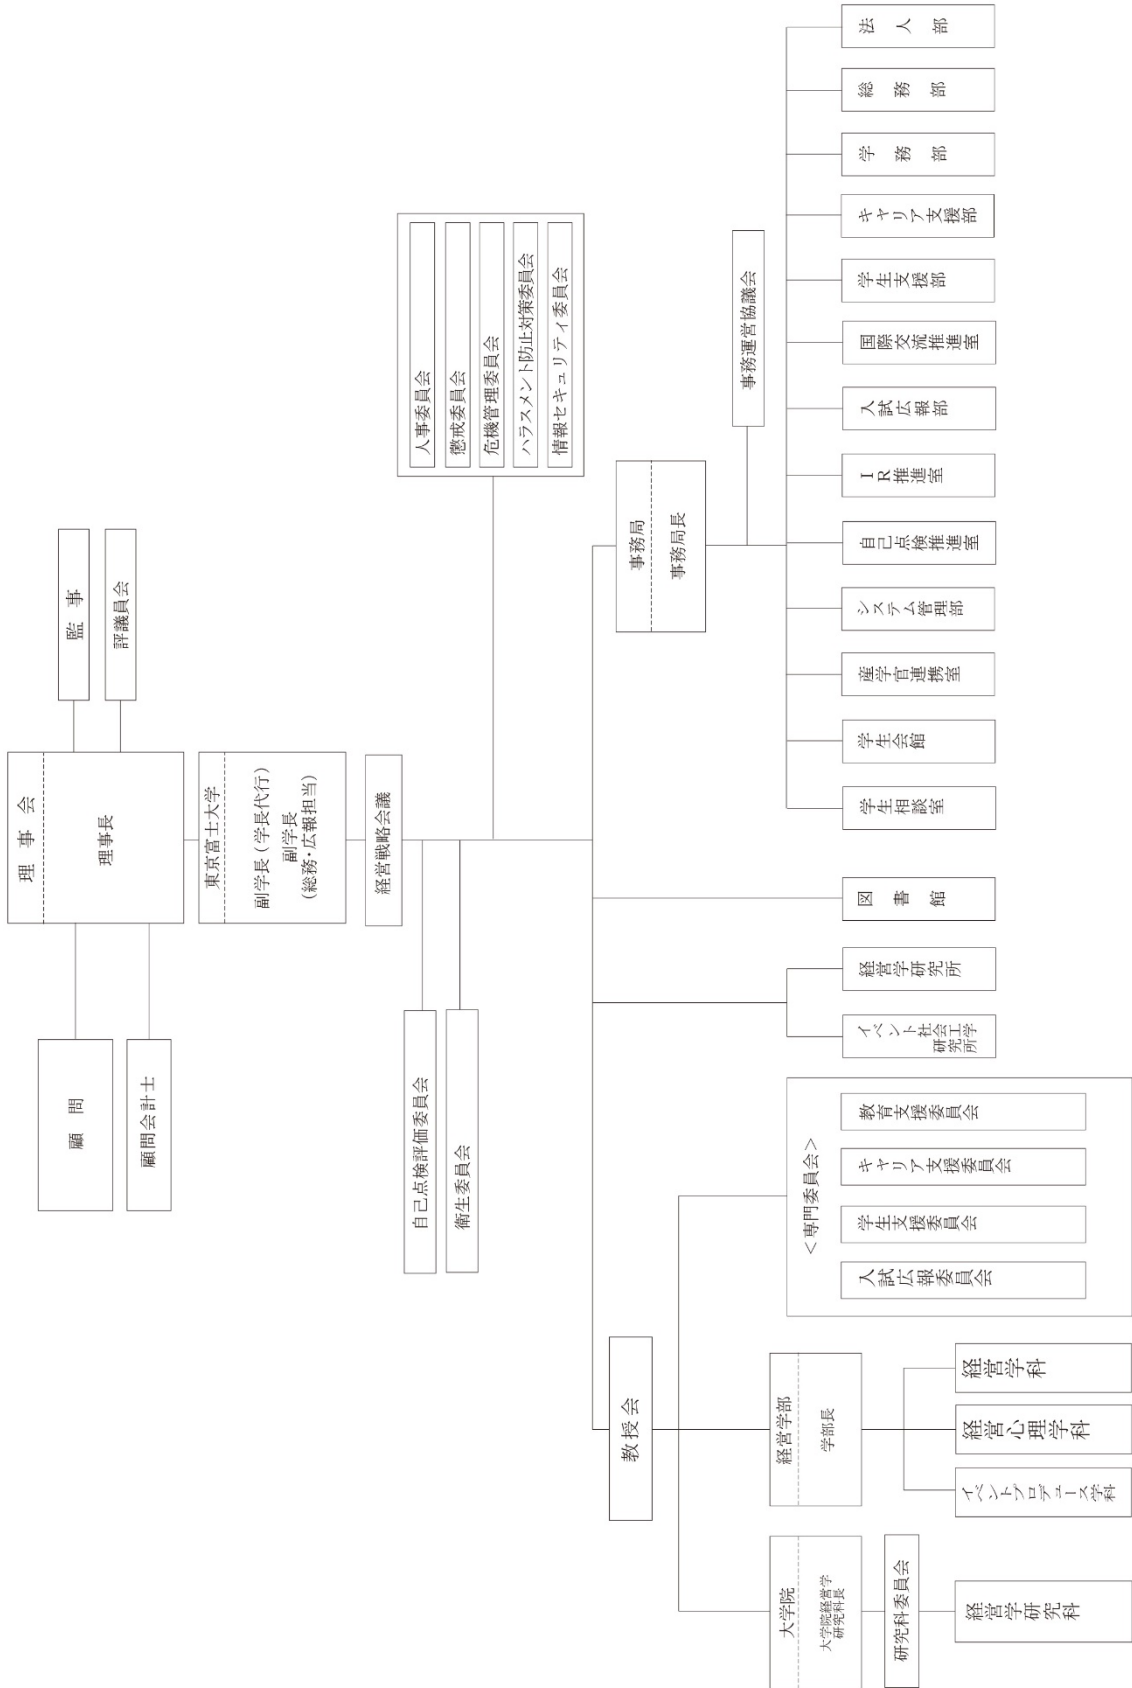 理事会
理事長
監事
評議員会
顧問
顧問会計士
東京富士大学
副学長(学長代行)
副学長
(総務・広報担当)
経営戦略会議
自己点検評価委員会
衛生委員会
人事委員会
懲戒委員会
危機管理委員会
ハラスメント防止対策委員会
情報セキュリティ委員会
教授会
大学院
大学院経営学
研究科長
研究科委員会
経営学研究科
経営学部
学部長
イベントプロデュース学科
経営心理学科
経営学科
<専門委員会>
入試広報委員会
学生支援委員会
キャリア支援委員会
教育支援委員会
イベント社会工学
研究所
経営学研究所
図書館
事務局
事務局長
事務運営協議会
学生相談室
学生会館
産学官連携室
システム管理部
自己点検推進室
IR推進室
入試広報部
国際交流推進室
学生支援部
キャリア支援部
学務部
総務部
法人部